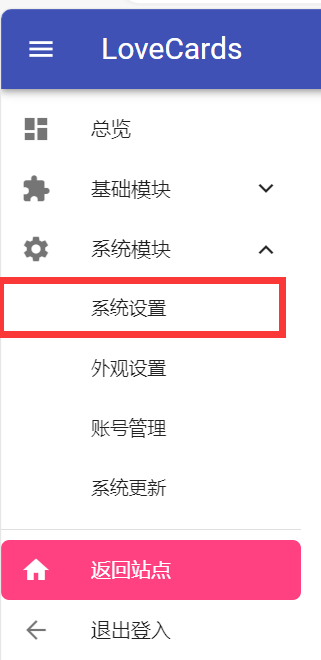 LoveCards
总览
基础模块
系统模块
系统设置
外观设置
账号管理
系统更新
返回站点
退出登入